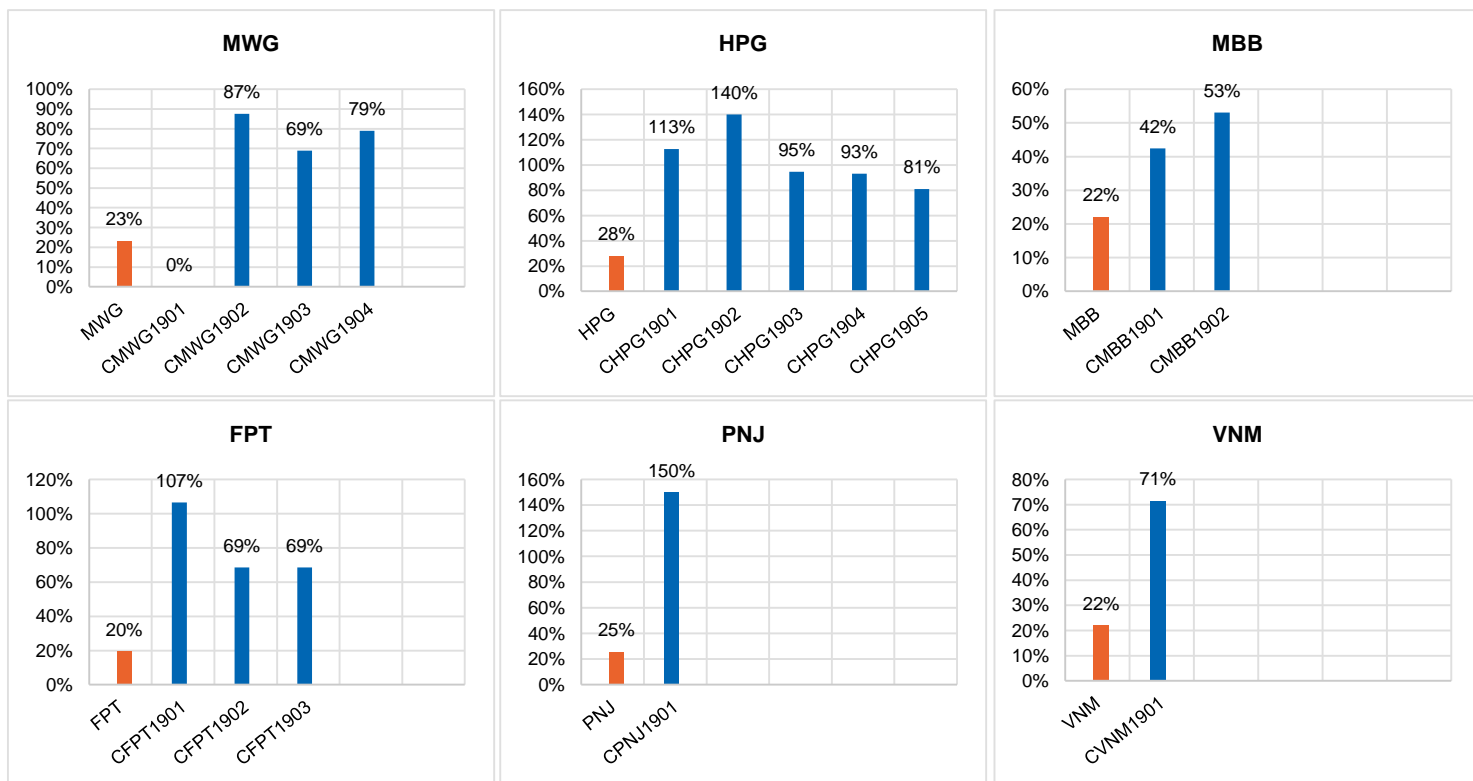 MWG
100%
90%
80%
70%
60%
50%
40%
30%
20%
10%
0%
23%
0%
87%
69%
79%
MWG
CMWG1901
CMWG1902
CMWG1903
CMWG1904
HPG
160%
140%
120%
100%
80%
60%
40%
20%
0%
28%
113%
140%
95%
93%
81%
HPG
CHPG1901
CHPG1902
CHPG1903
CHPG1904
CHPG1905
MBB
60%
50%
40%
30%
20%
10%
0%
22%
42%
53%
MBB
CMBB1901
CMBB1902
FPT
120%
100%
80%
60%
40%
20%
0%
20%
107%
69%
69%
FPT
CFPT1901
CFPT1902
CFPT1903
PNJ
160%
140%
120%
100%
80%
60%
40%
20%
0%
25%
150%
PNJ
CPNJ1901
VNM
80%
70%
60%
50%
40%
30%
20%
10%
0%
22%
71%
VNM
CVNM1901